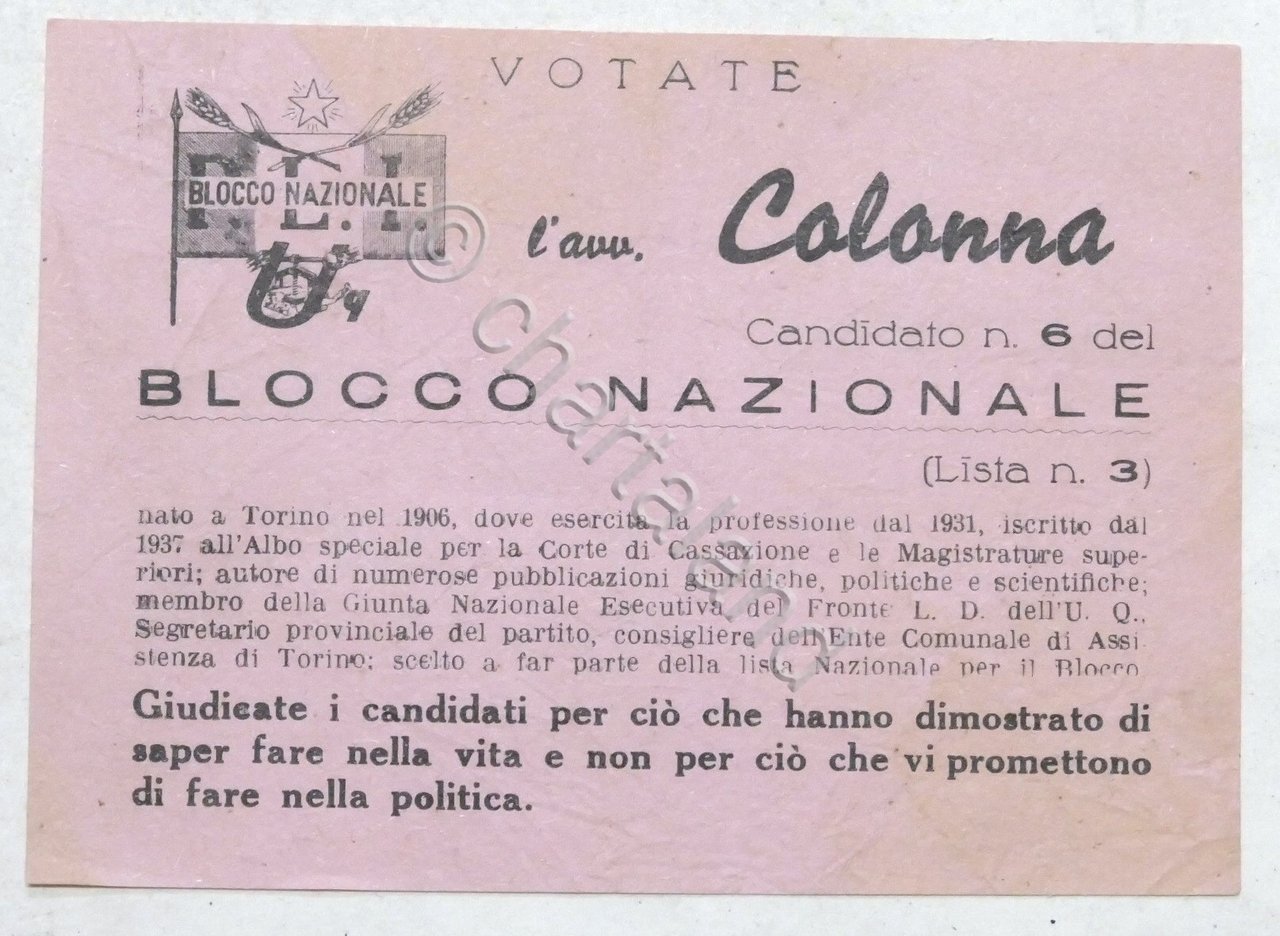 VOTATE
P. L. I.
BLOCCO NAZIONALE
U q
l'avv. Colonna
Candidato n. 6 del
BLOCCO NAZIONALE
(Lista n. 3)
nato a Torino nel 1906, dove esercita la professione dal 1931, iscritto dal
1937 all'Albo speciale per la Corte di Cassazione e le Magistrature supe-
riori; autore di numerose pubblicazioni giuridiche, politiche e scientifiche;
membro della Giunta Nazionale Esecutiva del Fronte L. D. dell'U. Q.,
Segretario provinciale del partito, consigliere dell'Ente Comunale di Assi
stenza di Torino; scelto a far parte della lista Nazionale per il Blocco.
Giudicate i candidati per ciò che hanno dimostrato di
saper fare nella vita e non per ciò che vi promettono
di fare nella politica.
© chartaland